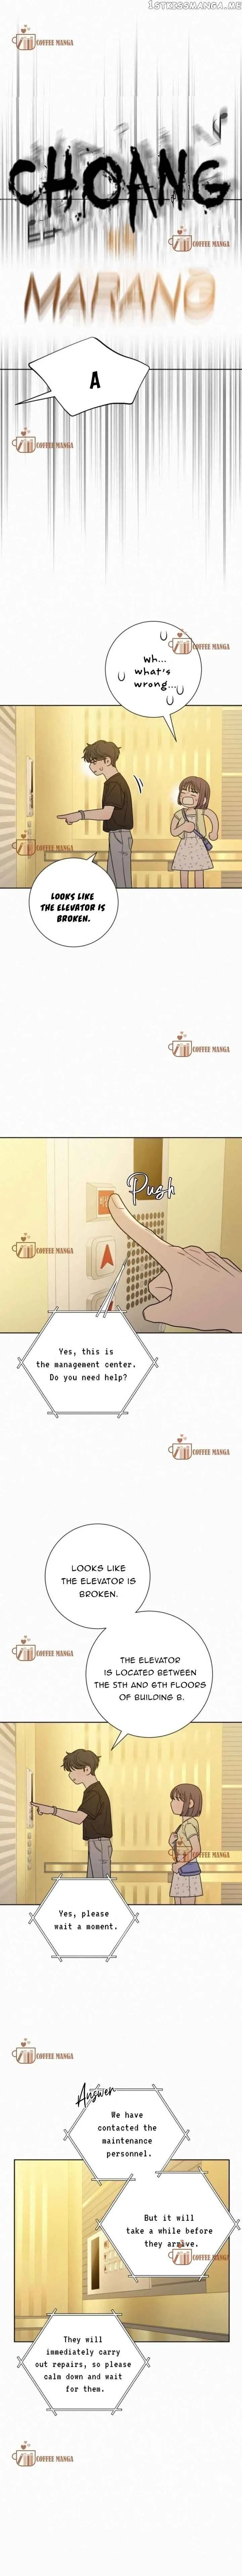 1STKISSMANGA.ME
COFFEE MANGA
CHOANG
COFFEE MANGA
MARANG
A
COFFEE MANGA
COFFEE MANGA
Wh...
what's
wrong...
COFFEE MANGA
LOOKS LIKE
THE ELEVATOR IS
BROKEN.
COFFEE MANGA
Push
COFFEE MANGA
Yes, this is
the management center.
Do you need help?
COFFEE MANGA
LOOKS LIKE
THE ELEVATOR IS
BROKEN.
COFFEE MANGA
THE ELEVATOR
IS LOCATED BETWEEN
THE 5TH AND 6TH FLOORS
OF BUILDING B.
COFFEE MANGA
Yes, please
wait a moment.
COFFEE MANGA
Answer
We have
contacted the
maintenance
personnel.
But it will
take a while before
they arrive.
COFFEE MANGA
They will
immediately carry
out repairs, so please
calm down and wait
for them.
COFFEE MANGA